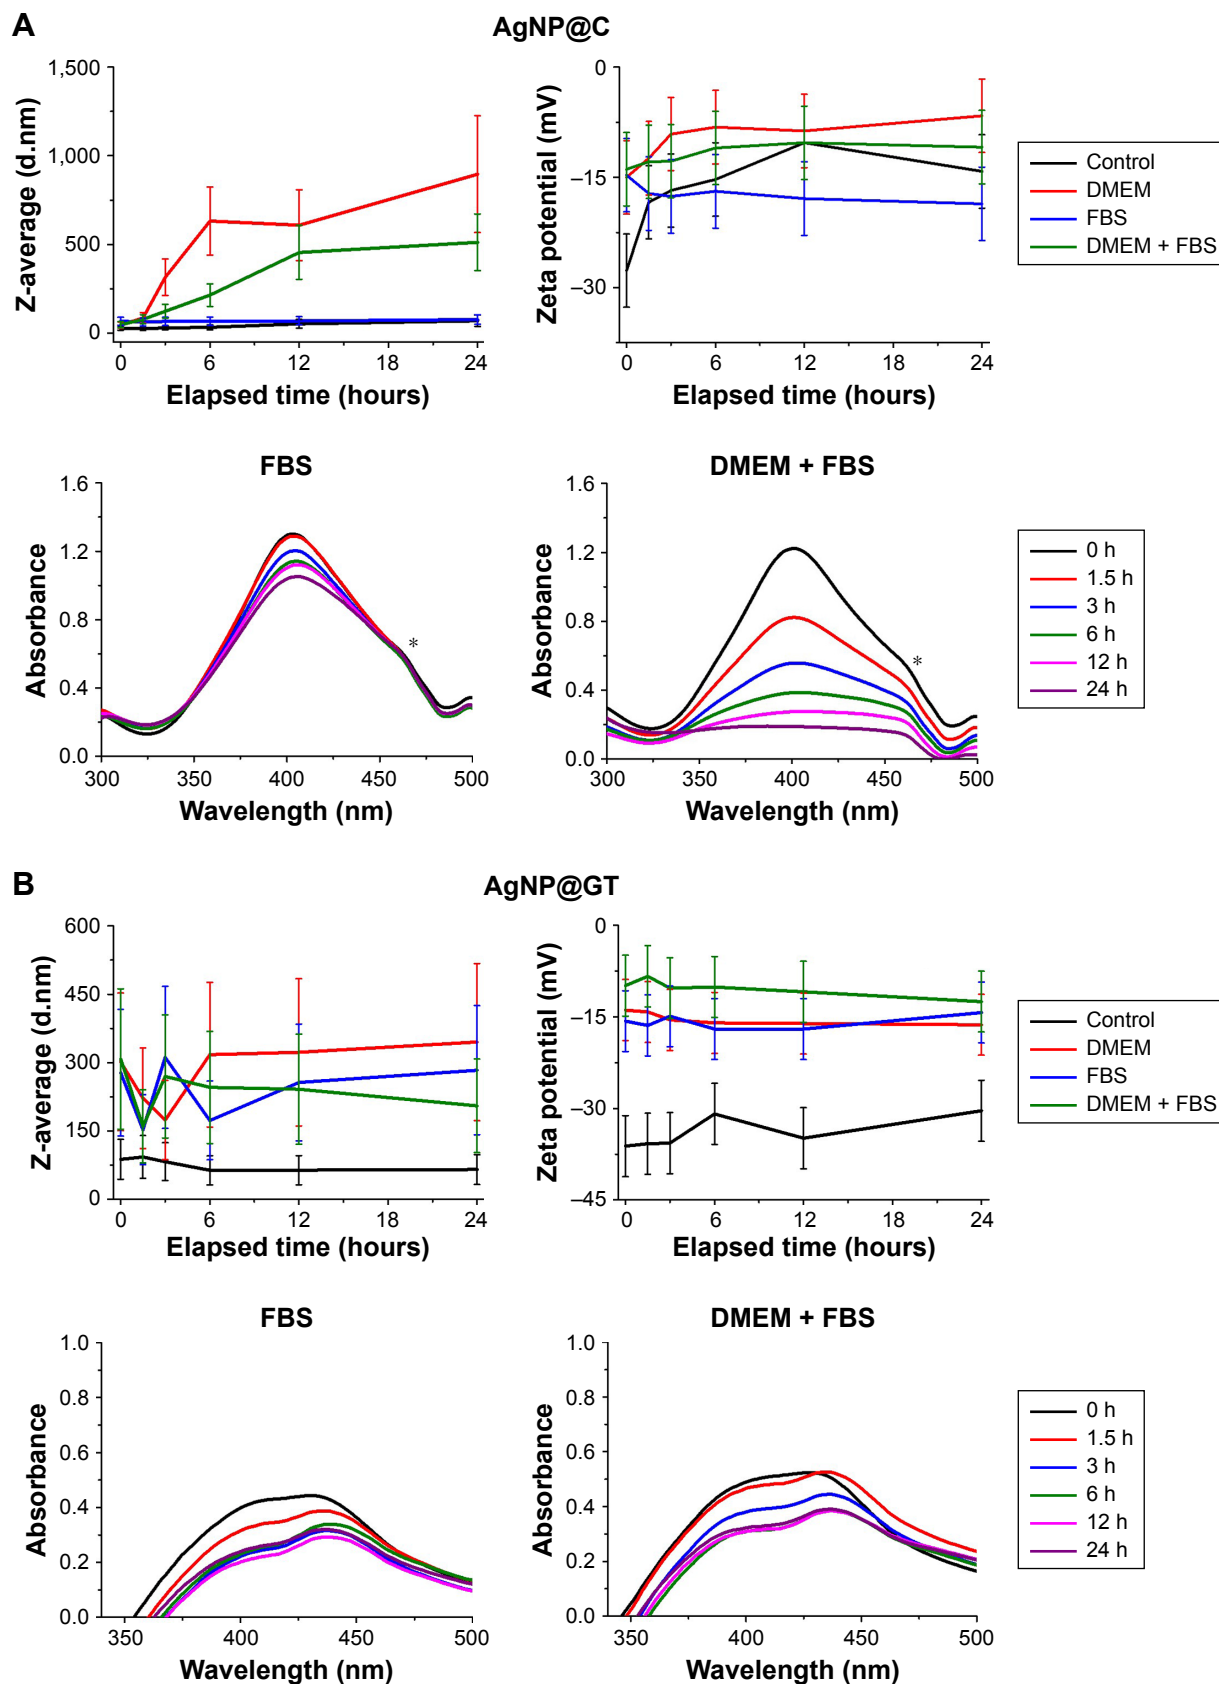 A
AgNP@C
Z-average (d.nm)
1,500
1,000
500
0
0
6
12
18
24
Elapsed time (hours)
Zeta potential (mV)
0
–15
–30
0
6
12
18
24
Elapsed time (hours)
Control
DMEM
FBS
DMEM + FBS
FBS
Absorbance
1.6
1.2
0.8
0.4
0.0
*
300
350
400
450
500
Wavelength (nm)
DMEM + FBS
Absorbance
1.6
1.2
0.8
0.4
0.0
*
300
350
400
450
500
Wavelength (nm)
0 h
1.5 h
3 h
6 h
12 h
24 h
B
AgNP@GT
Z-average (d.nm)
600
450
300
150
0
0
6
12
18
24
Elapsed time (hours)
Zeta potential (mV)
0
–15
–30
–45
0
6
12
18
24
Elapsed time (hours)
Control
DMEM
FBS
DMEM + FBS
FBS
Absorbance
1.0
0.8
0.6
0.4
0.2
0.0
350
400
450
500
Wavelength (nm)
DMEM + FBS
Absorbance
1.0
0.8
0.6
0.4
0.2
0.0
350
400
450
500
Wavelength (nm)
0 h
1.5 h
3 h
6 h
12 h
24 h